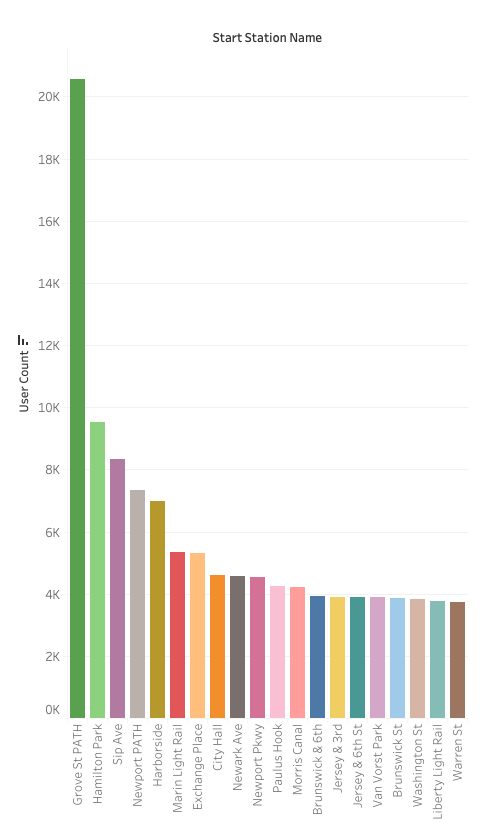 Start Station Name
User Count
20K
18K
16K
14K
12K
10K
8K
6K
4K
2K
0K
Grove St PATH
Hamilton Park
Sip Ave
Newport PATH
Harborside
Marin Light Rail
Exchange Place
City Hall
Newark Ave
Newport Pkwy
Paulus Hook
Morris Canal
Brunswick & 6th
Jersey & 3rd
Jersey & 6th St
Van Vorst Park
Brunswick St
Washington St
Liberty Light Rail
Warren St